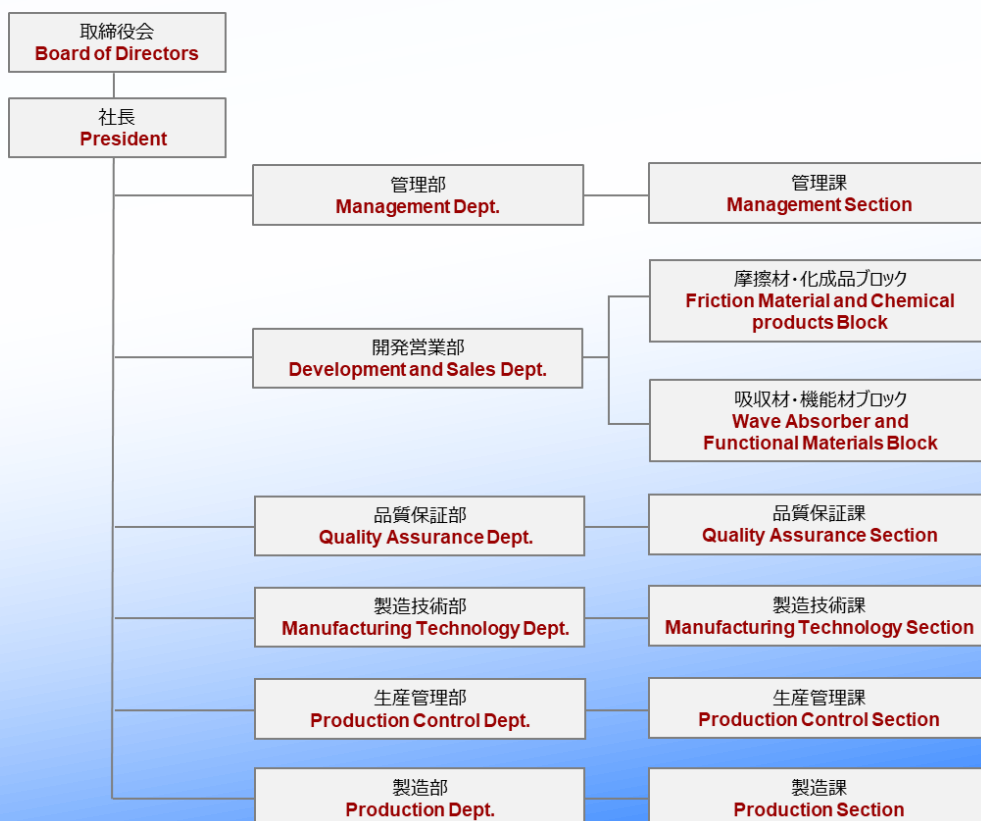 取締役会
Board of Directors
社長
President
管理部
Management Dept.
管理課
Management Section
摩擦材・化成品ブロック
Friction Material and Chemical
products Block
開発営業部
Development and Sales Dept.
吸収材・機能材ブロック
Wave Absorber and
Functional Materials Block
品質保証部
Quality Assurance Dept.
品質保証課
Quality Assurance Section
製造技術部
Manufacturing Technology Dept.
製造技術課
Manufacturing Technology Section
生産管理部
Production Control Dept.
生産管理課
Production Control Section
製造部
Production Dept.
製造課
Production Section